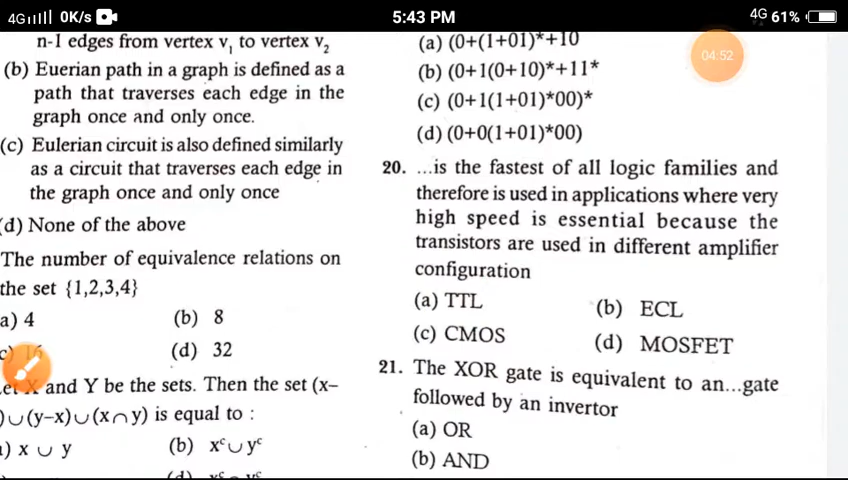 4G 0K/s 5:43 PM 4G 61%
04:52
n-1 edges from vertex v₁ to vertex v₂
(b) Euerian path in a graph is defined as a
path that traverses each edge in the
graph once and only once.
(c) Eulerian circuit is also defined similarly
as a circuit that traverses each edge in
the graph once and only once
(d) None of the above
The number of equivalence relations on
the set {1,2,3,4}
a) 4 (b) 8
c) 16 (d) 32
et X and Y be the sets. Then the set (x–
)∪(y–x)∪(x∩y) is equal to :
) x ∪ y (b) xᶜ∪yᶜ
(a) (0+(1+01)*+10
(b) (0+1(0+10)*+11*
(c) (0+1(1+01)*00)*
(d) (0+0(1+01)*00)
20. ...is the fastest of all logic families and
therefore is used in applications where very
high speed is essential because the
transistors are used in different amplifier
configuration
(a) TTL (b) ECL
(c) CMOS (d) MOSFET
21. The XOR gate is equivalent to an...gate
followed by an invertor
(a) OR
(b) AND